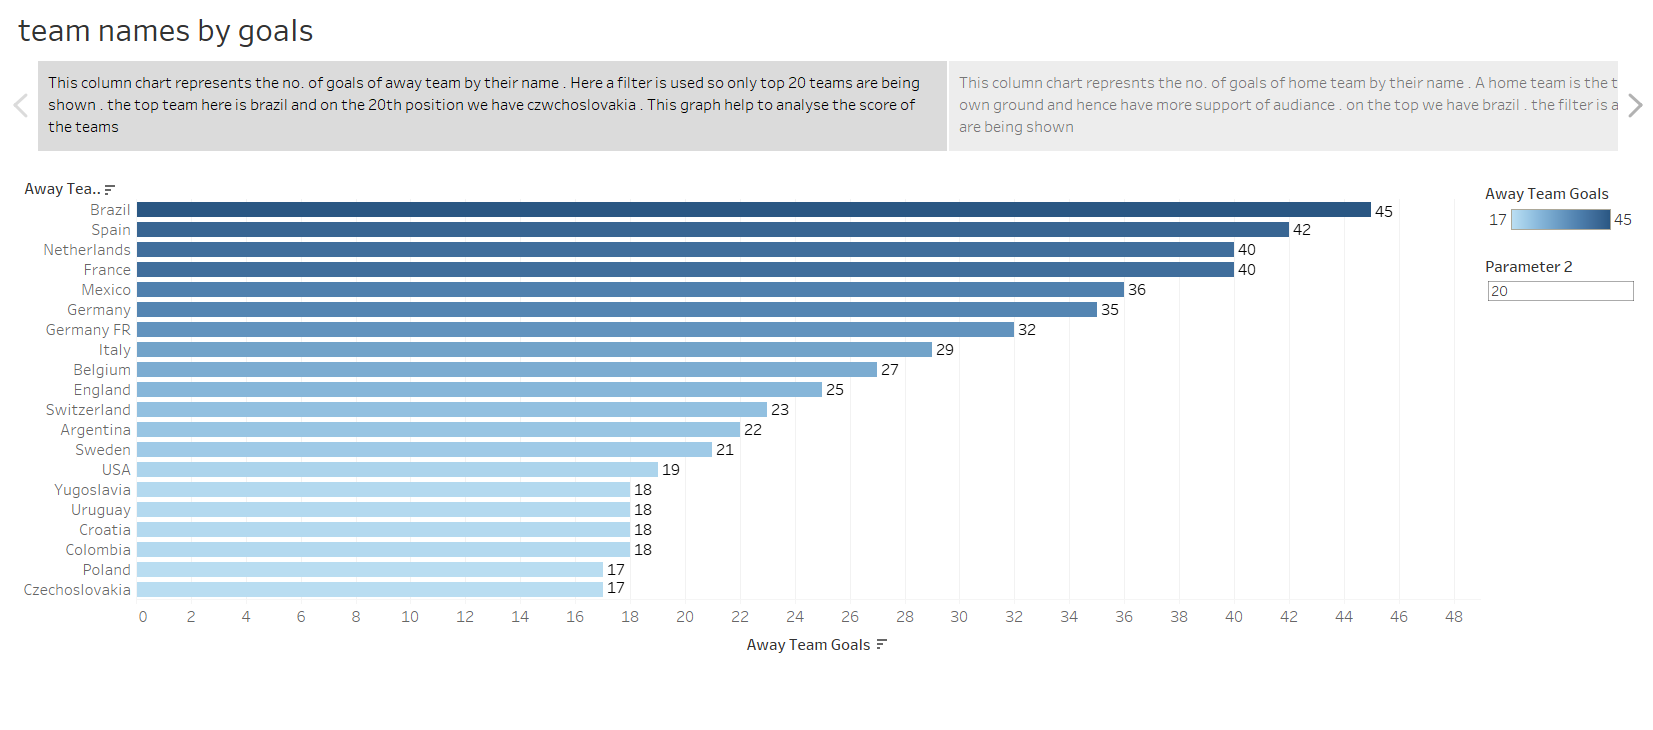 team names by goals
This column chart represents the no. of goals of away team by their name . Here a filter is used so only top 20 teams are being
shown . the top team here is brazil and on the 20th position we have czwchoslovakia . This graph help to analyse the score of
the teams
This column chart represnts the no. of goals of home team by their name . A home team is the t
own ground and hence have more support of audiance . on the top we have brazil . the filter is a
are being shown
Away Tea..
Brazil 45
Spain 42
Netherlands 40
France 40
Mexico 36
Germany 35
Germany FR 32
Italy 29
Belgium 27
England 25
Switzerland 23
Argentina 22
Sweden 21
USA 19
Yugoslavia 18
Uruguay 18
Croatia 18
Colombia 18
Poland 17
Czechoslovakia 17
0 2 4 6 8 10 12 14 16 18 20 22 24 26 28 30 32 34 36 38 40 42 44 46 48
Away Team Goals
Away Team Goals
17 45
Parameter 2
20